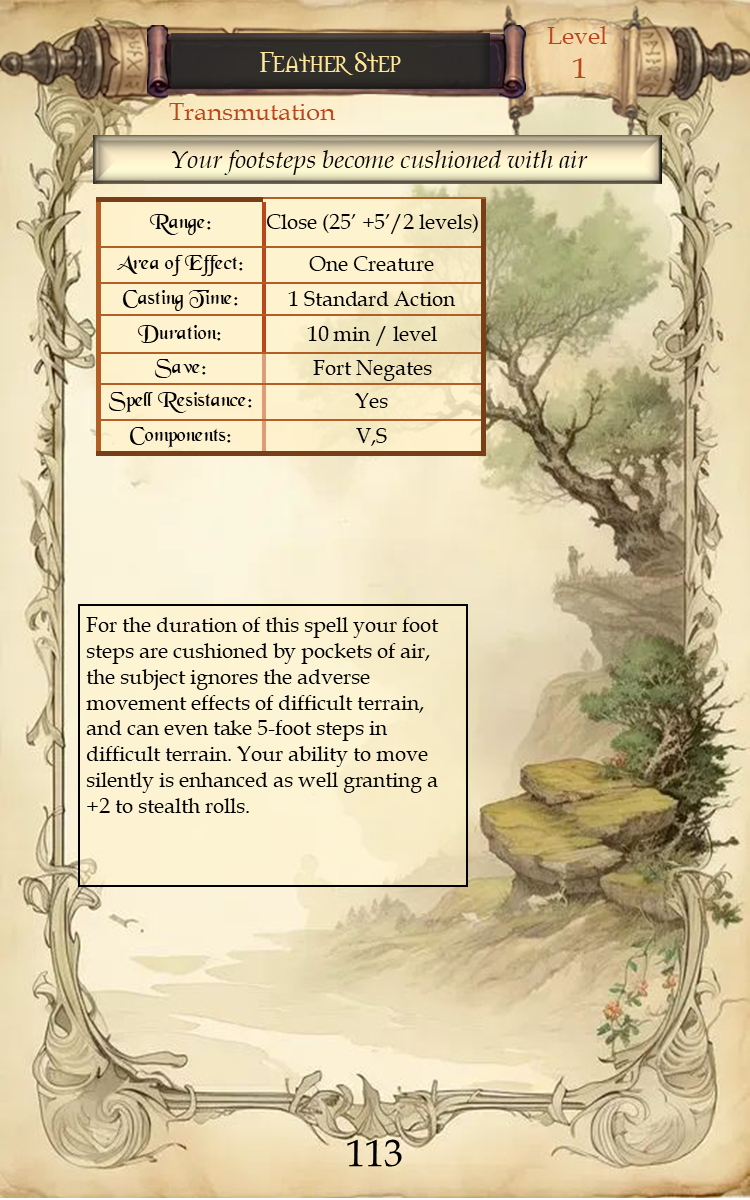 Feather Step
Level
1
Transmutation
Your footsteps become cushioned with air
Range: Close (25’ +5’/2 levels)
Area of Effect: One Creature
Casting Time: 1 Standard Action
Duration: 10 min / level
Save: Fort Negates
Spell Resistance: Yes
Components: V,S
For the duration of this spell your foot
steps are cushioned by pockets of air,
the subject ignores the adverse
movement effects of difficult terrain,
and can even take 5-foot steps in
difficult terrain. Your ability to move
silently is enhanced as well granting a
+2 to stealth rolls.
113